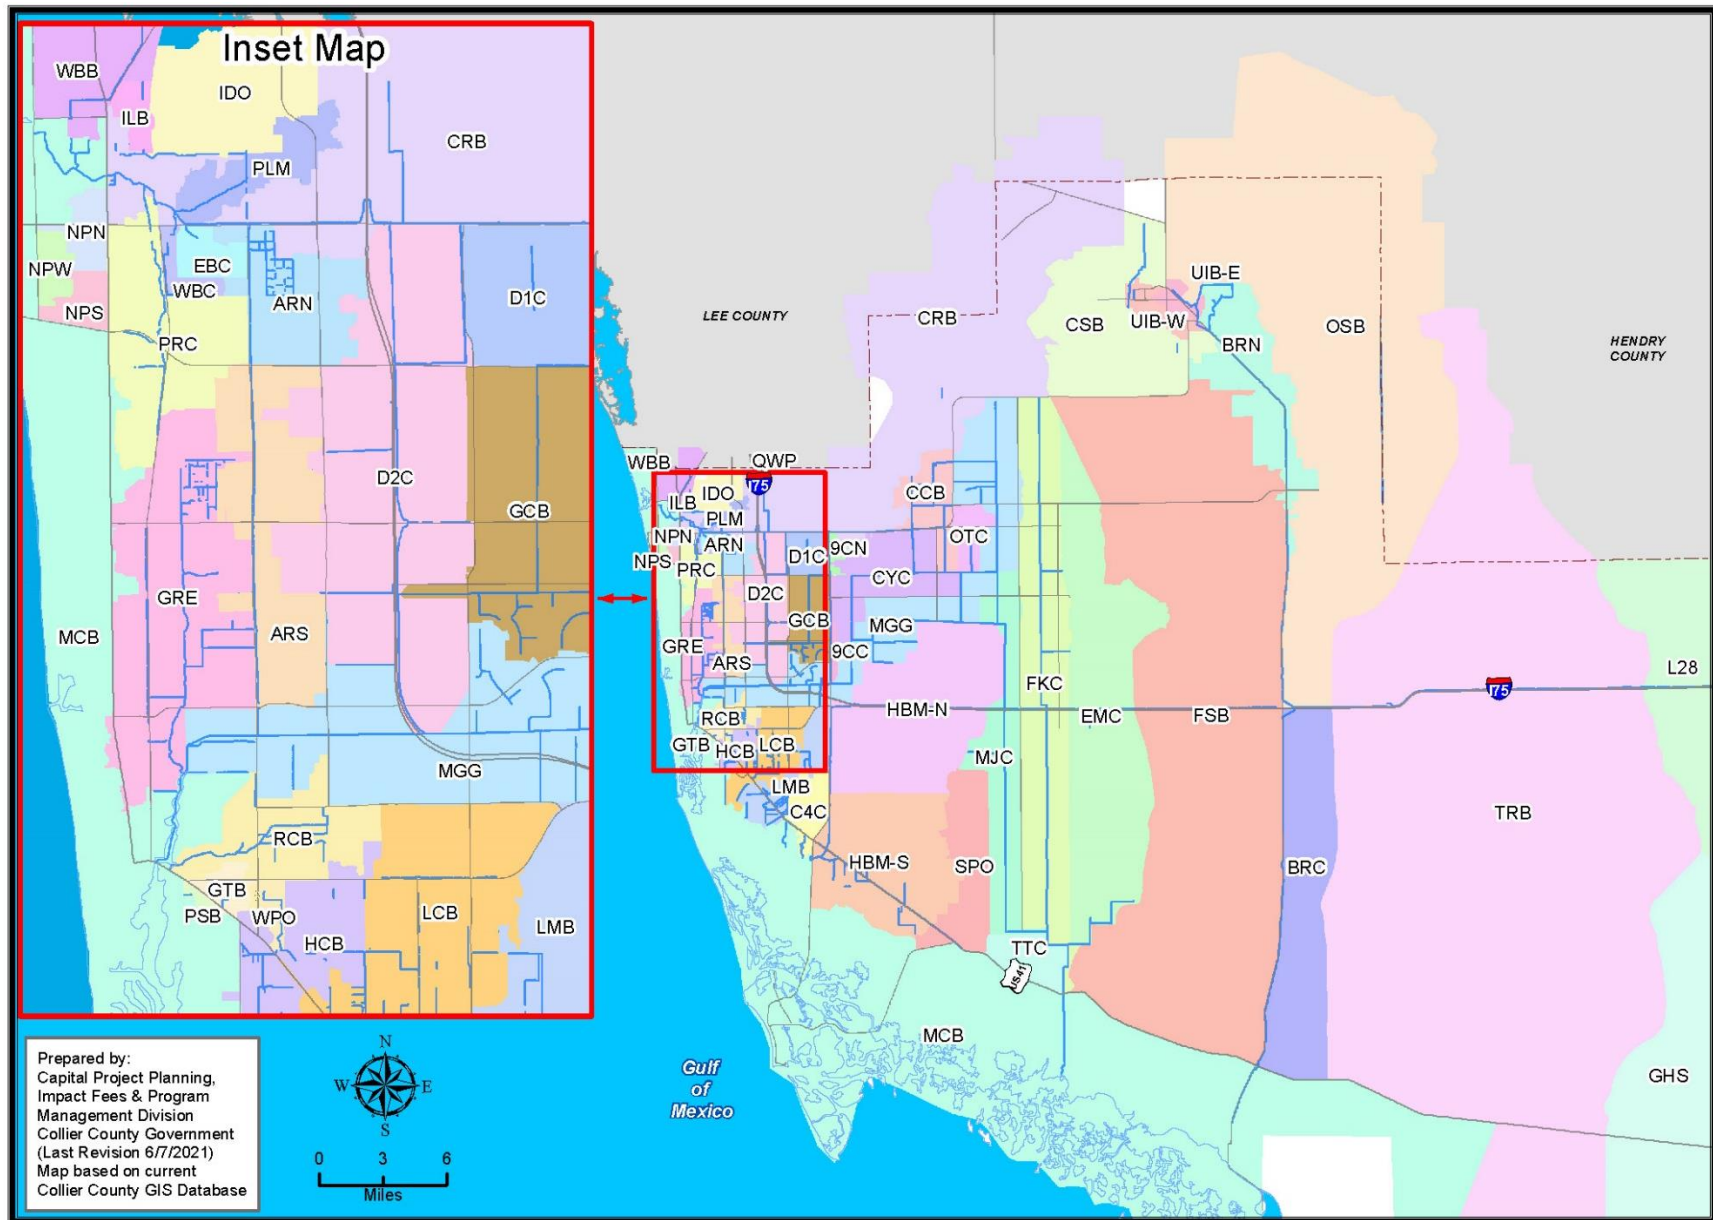 Inset Map
WBB
IDO
ILB
CRB
PLM
NPN
NPW
EBC
WBC
ARN
D1C
NPS
PRC
D2C
GCB
GRE
MCB
ARS
MGG
RCB
GTB
PSB
WPO
LCB
HCB
LMB
LEE COUNTY
HENDRY
COUNTY
CRB
CSB
UIB-E
UIB-W
BRN
OSB
WBB
QWP
I75
IDO
ILB
PLM
CCB
NPN
ARN
OTC
NPS
PRC
D1C
9CN
CYC
D2C
GCB
MGG
GRE
ARS
9CC
L28
FKC
I75
HBM-N
EMC
FSB
RCB
GTB
HCB
LCB
MJC
LMB
C4C
TRB
HBM-S
SPO
BRC
TTC
US41
MCB
GHS
Gulf
of
Mexico
Prepared by:
Capital Project Planning,
Impact Fees & Program
Management Division
Collier County Government
(Last Revision 6/7/2021)
Map based on current
Collier County GIS Database
N
W
E
S
0 3 6
Miles